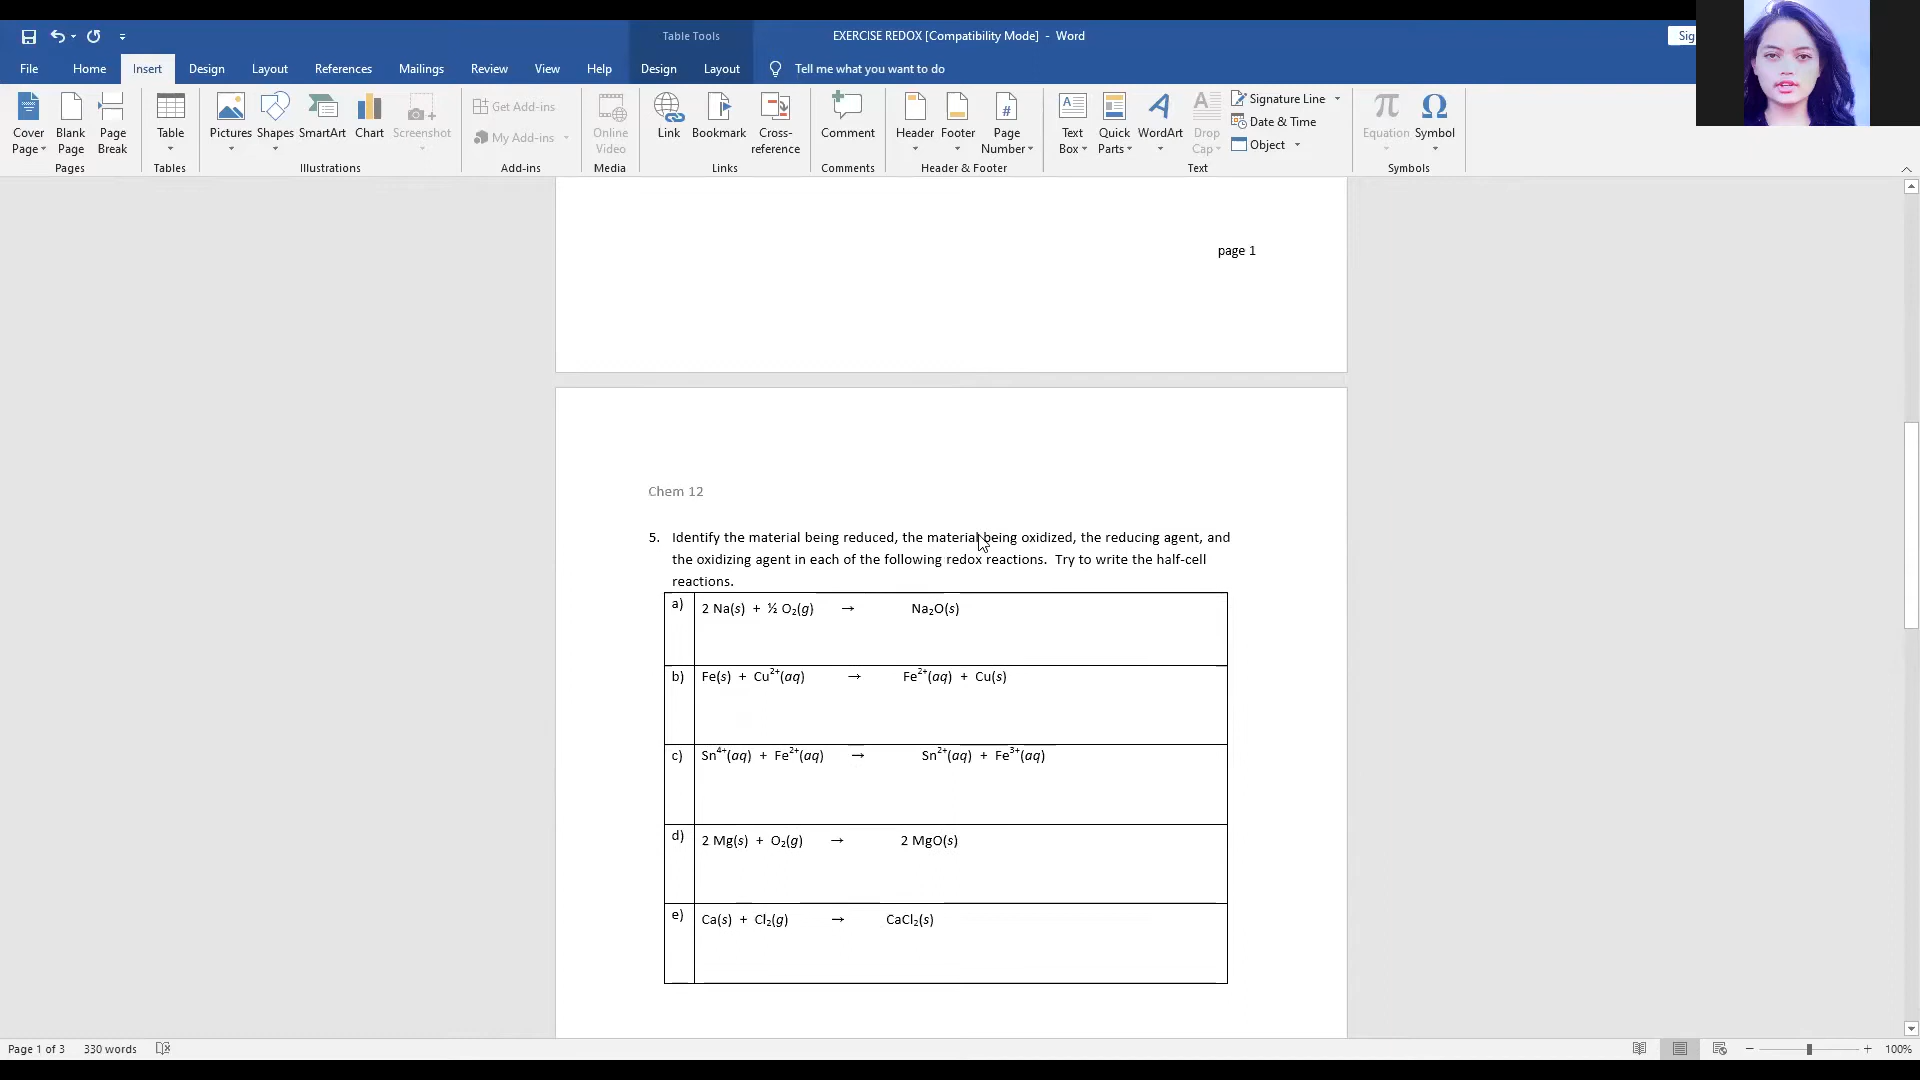 EXERCISE REDOX [Compatibility Mode] - Word
Table Tools
Sig
File Home Insert Design Layout References Mailings Review View Help Design Layout Tell me what you want to do
Cover Page
Blank Page
Page Break
Pages
Table
Tables
Pictures
Shapes
SmartArt
Chart
Screenshot
Illustrations
Get Add-ins
My Add-ins
Add-ins
Online Video
Media
Link
Bookmark
Cross-reference
Links
Comment
Comments
Header
Footer
Page Number
Header & Footer
Text Box
Quick Parts
WordArt
Drop Cap
Signature Line
Date & Time
Object
Text
Equation
Symbol
Symbols
page 1
Chem 12
5. Identify the material being reduced, the material being oxidized, the reducing agent, and
the oxidizing agent in each of the following redox reactions. Try to write the half-cell
reactions.
a) 2 Na(s) + ½ O₂(g) → Na₂O(s)
b) Fe(s) + Cu²⁺(aq) → Fe²⁺(aq) + Cu(s)
c) Sn⁴⁺(aq) + Fe²⁺(aq) → Sn²⁺(aq) + Fe³⁺(aq)
d) 2 Mg(s) + O₂(g) → 2 MgO(s)
e) Ca(s) + Cl₂(g) → CaCl₂(s)
Page 1 of 3 330 words
100%